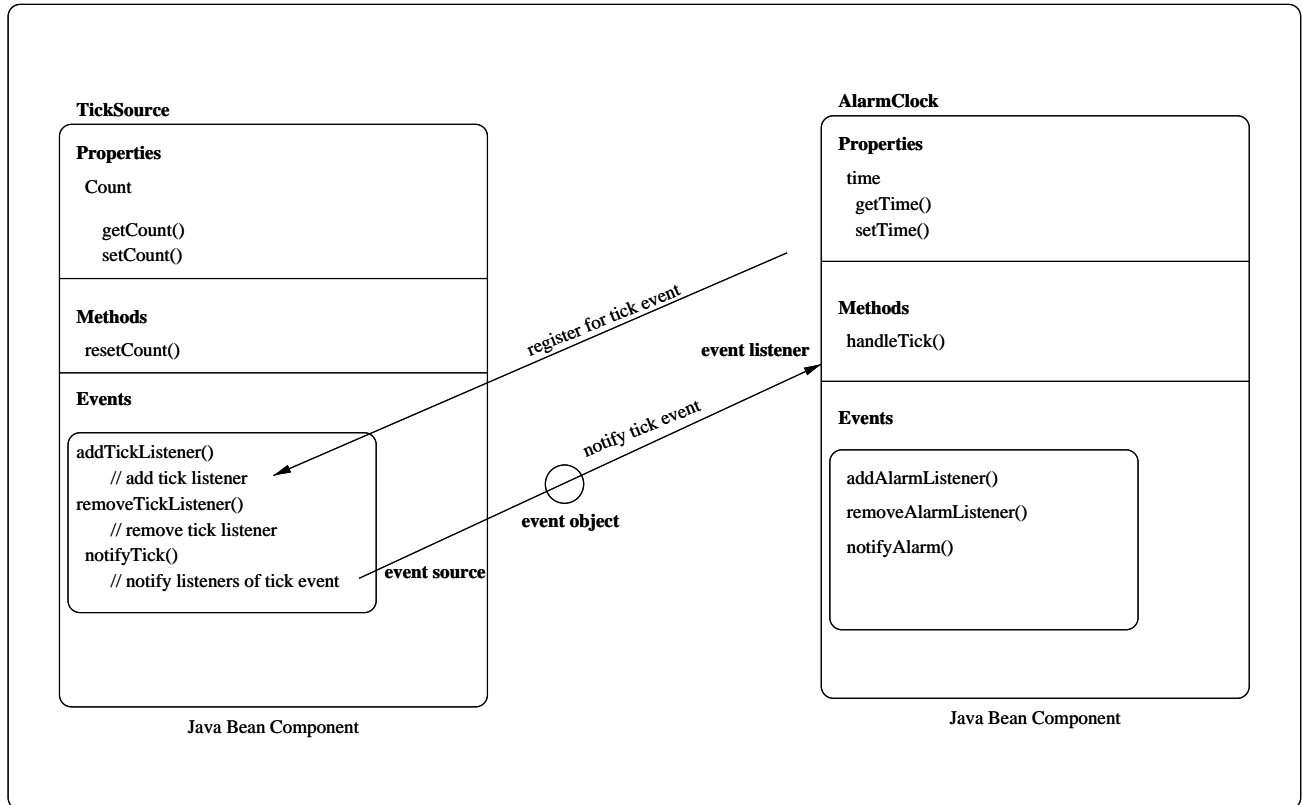 TickSource
Properties
Count
getCount()
setCount()
Methods
resetCount()
Events
addTickListener()
// add tick listener
removeTickListener()
// remove tick listener
notifyTick()
// notify listeners of tick event
Java Bean Component
register for tick event
event listener
notify tick event
event object
event source
AlarmClock
Properties
time
getTime()
setTime()
Methods
handleTick()
Events
addAlarmListener()
removeAlarmListener()
notifyAlarm()
Java Bean Component